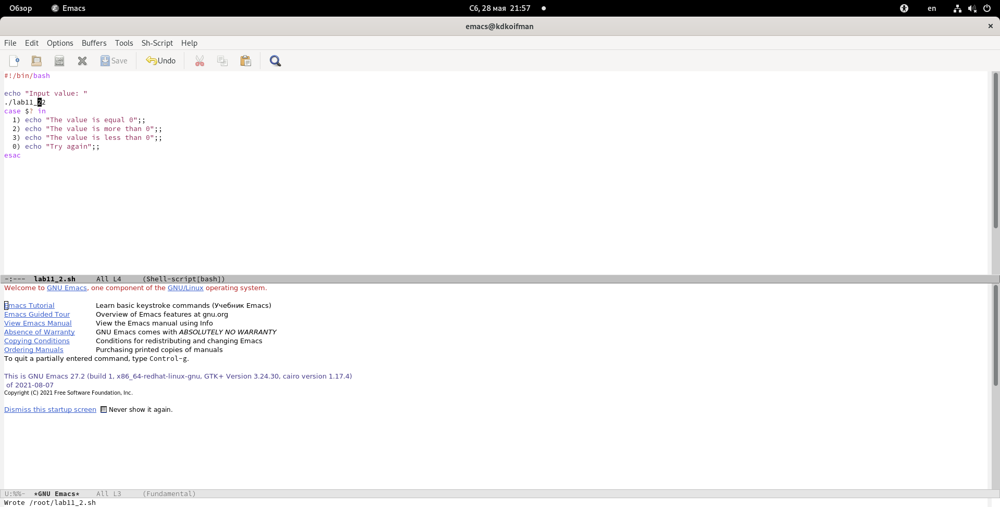 Обзор Emacs Сб, 28 мая 21:57 en
emacs@kdkoifman
File Edit Options Buffers Tools Sh-Script Help
Save Undo
#!/bin/bash
echo "Input value: "
./lab11_22
case $? in
1) echo "The value is equal 0";;
2) echo "The value is more than 0";;
3) echo "The value is less than 0";;
0) echo "Try again";;
esac
-:--- lab11_2.sh All L4 (Shell-script[bash])
Welcome to GNU Emacs, one component of the GNU/Linux operating system.
Emacs Tutorial Learn basic keystroke commands (Учебник Emacs)
Emacs Guided Tour Overview of Emacs features at gnu.org
View Emacs Manual View the Emacs manual using Info
Absence of Warranty GNU Emacs comes with ABSOLUTELY NO WARRANTY
Copying Conditions Conditions for redistributing and changing Emacs
Ordering Manuals Purchasing printed copies of manuals
To quit a partially entered command, type Control-g.
This is GNU Emacs 27.2 (build 1, x86_64-redhat-linux-gnu, GTK+ Version 3.24.30, cairo version 1.17.4)
of 2021-08-07
Copyright (C) 2021 Free Software Foundation, Inc.
Dismiss this startup screen Never show it again.
U:%%- *GNU Emacs* All L3 (Fundamental)
Wrote /root/lab11_2.sh